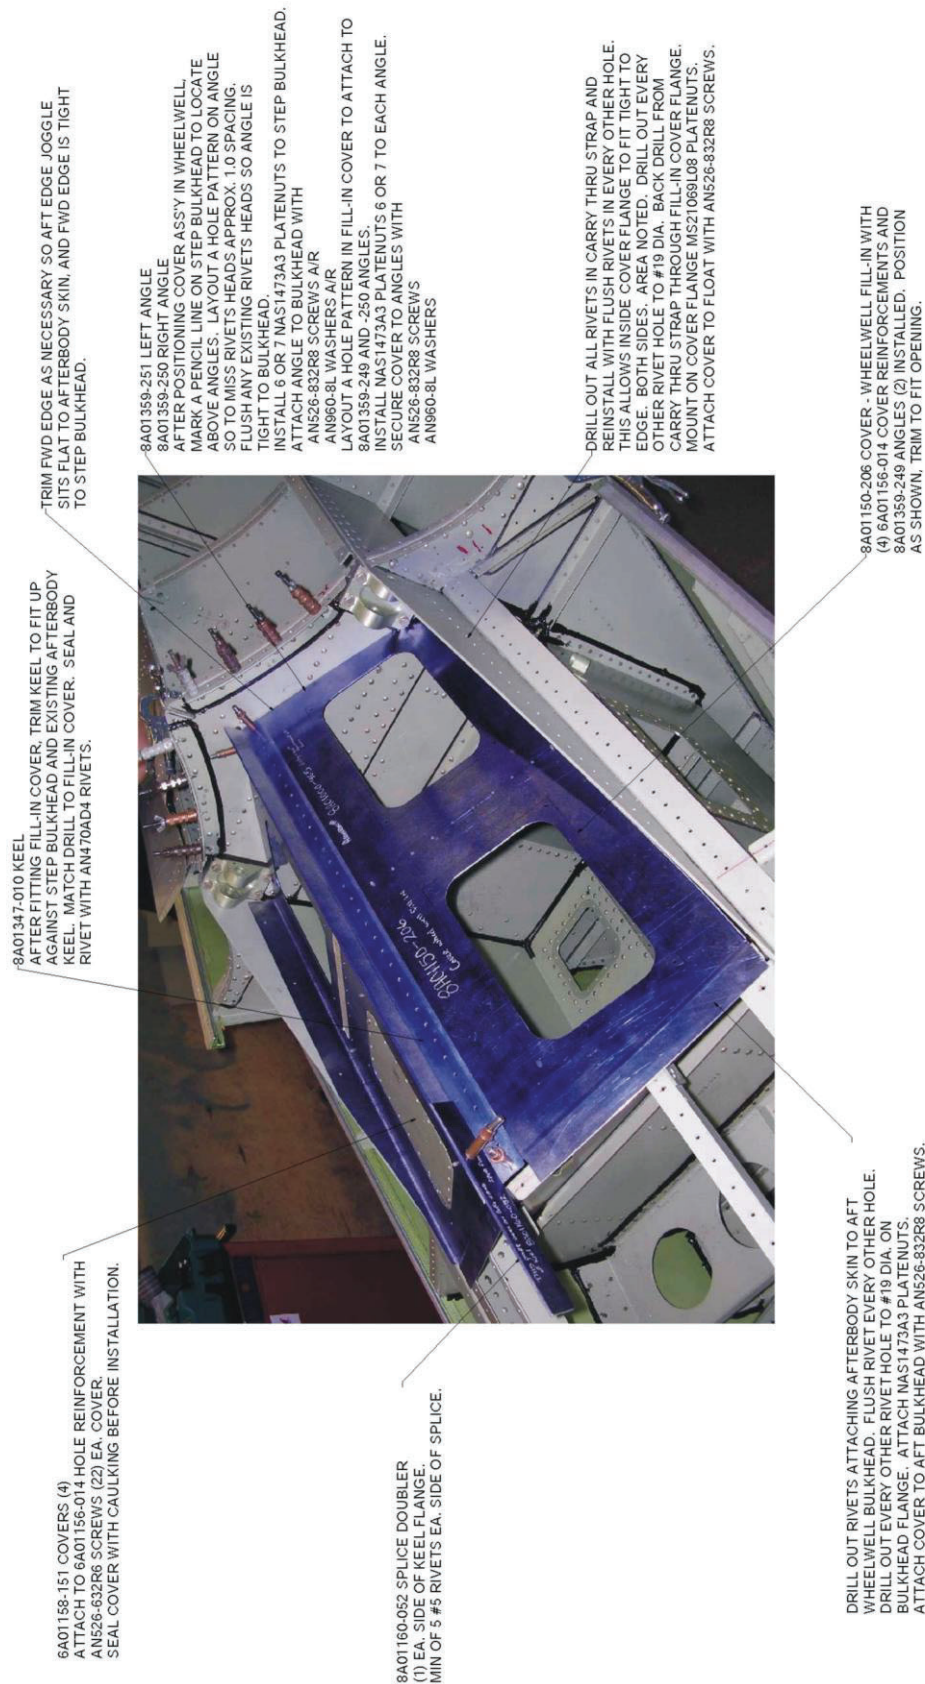 6A01158-151 COVERS (4)
ATTACH TO 6A01156-014 HOLE REINFORCEMENT WITH
AN526-632R6 SCREWS (22) EA. COVER.
SEAL COVER WITH CAULKING BEFORE INSTALLATION.
8A01347-010 KEEL
AFTER FITTING FILL-IN COVER, TRIM KEEL TO FIT UP
AGAINST STEP BULKHEAD AND EXISTING AFTERBODY
KEEL. MATCH DRILL TO FILL-IN COVER. SEAL AND
RIVET WITH AN470AD4 RIVETS.
TRIM FWD EDGE AS NECESSARY SO AFT EDGE JOGGLE
SITS FLAT TO AFTERBODY SKIN, AND FWD EDGE IS TIGHT
TO STEP BULKHEAD.
8A01359-251 LEFT ANGLE
8A01359-250 RIGHT ANGLE
AFTER POSITIONING COVER ASS'Y IN WHEELWELL,
MARK A PENCIL LINE ON STEP BULKHEAD TO LOCATE
ABOVE ANGLES. LAYOUT A HOLE PATTERN ON ANGLE
SO TO MISS RIVETS HEADS APPROX. 1.0 SPACING.
FLUSH ANY EXISTING RIVETS HEADS SO ANGLE IS
TIGHT TO BULKHEAD.
INSTALL 6 OR 7 NAS1473A3 PLATENUTS TO STEP BULKHEAD.
ATTACH ANGLE TO BULKHEAD WITH
AN526-832R8 SCREWS A/R
AN960-8L WASHERS A/R
LAYOUT A HOLE PATTERN IN FILL-IN COVER TO ATTACH TO
8A01359-249 AND -250 ANGLES.
INSTALL NAS1473A3 PLATENUTS 6 OR 7 TO EACH ANGLE.
SECURE COVER TO ANGLES WITH
AN526-832R8 SCREWS
AN960-8L WASHERS
8A01150-206
8A01160-052 SPLICE DOUBLER
(1) EA. SIDE OF KEEL FLANGE.
MIN OF 5 #5 RIVETS EA. SIDE OF SPLICE.
DRILL OUT ALL RIVETS IN CARRY THRU STRAP AND
REINSTALL WITH FLUSH RIVETS IN EVERY OTHER HOLE.
THIS ALLOWS INSIDE COVER FLANGE TO FIT TIGHT TO
EDGE. BOTH SIDES. AREA NOTED. DRILL OUT EVERY
OTHER RIVET HOLE TO #19 DIA. BACK DRILL FROM
CARRY THRU STRAP THROUGH FILL-IN COVER FLANGE.
MOUNT ON COVER FLANGE MS21069L08 PLATENUTS.
ATTACH COVER TO FLOAT WITH AN526-832R8 SCREWS.
DRILL OUT RIVETS ATTACHING AFTERBODY SKIN TO AFT
WHEELWELL BULKHEAD. FLUSH RIVET EVERY OTHER HOLE.
DRILL OUT EVERY OTHER RIVET HOLE TO #19 DIA. ON
BULKHEAD FLANGE. ATTACH NAS1473A3 PLATENUTS.
ATTACH COVER TO AFT BULKHEAD WITH AN526-832R8 SCREWS.
8A01150-206 COVER - WHEELWELL FILL-IN WITH
(4) 6A01156-014 COVER REINFORCEMENTS AND
8A01359-249 ANGLES (2) INSTALLED. POSITION
AS SHOWN, TRIM TO FIT OPENING.